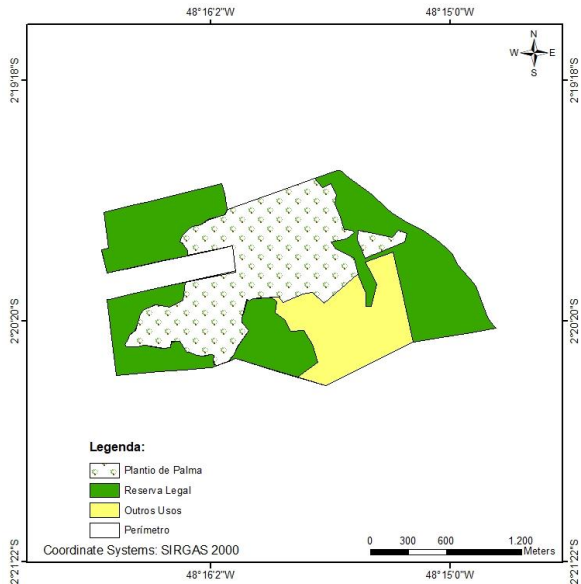 48°16'2"W
48°15'0"W
N
W E
S
2°19'18"S
2°19'18"S
2°20'20"S
2°20'20"S
Legenda:
Plantio de Palma
Reserva Legal
Outros Usos
Perímetro
Coordinate Systems: SIRGAS 2000
0 300 600 1.200
Meters
2°21'22"S
2°21'22"S
48°16'2"W
48°15'0"W